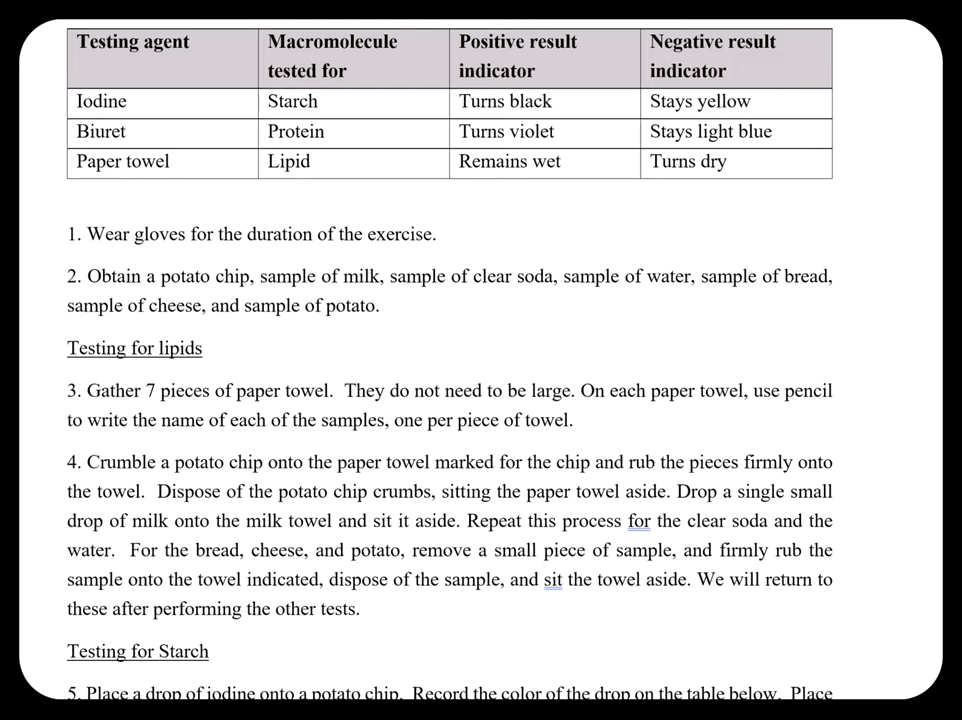 Testing agent Macromolecule tested for Positive result indicator Negative result indicator
Iodine Starch Turns black Stays yellow
Biuret Protein Turns violet Stays light blue
Paper towel Lipid Remains wet Turns dry
1. Wear gloves for the duration of the exercise.
2. Obtain a potato chip, sample of milk, sample of clear soda, sample of water, sample of bread,
sample of cheese, and sample of potato.
Testing for lipids
3. Gather 7 pieces of paper towel.  They do not need to be large. On each paper towel, use pencil
to write the name of each of the samples, one per piece of towel.
4. Crumble a potato chip onto the paper towel marked for the chip and rub the pieces firmly onto
the towel.  Dispose of the potato chip crumbs, sitting the paper towel aside. Drop a single small
drop of milk onto the milk towel and sit it aside. Repeat this process for the clear soda and the
water.  For the bread, cheese, and potato, remove a small piece of sample, and firmly rub the
sample onto the towel indicated, dispose of the sample, and sit the towel aside. We will return to
these after performing the other tests.
Testing for Starch
5. Place a drop of iodine onto a potato chip.  Record the color of the drop on the table below.  Place